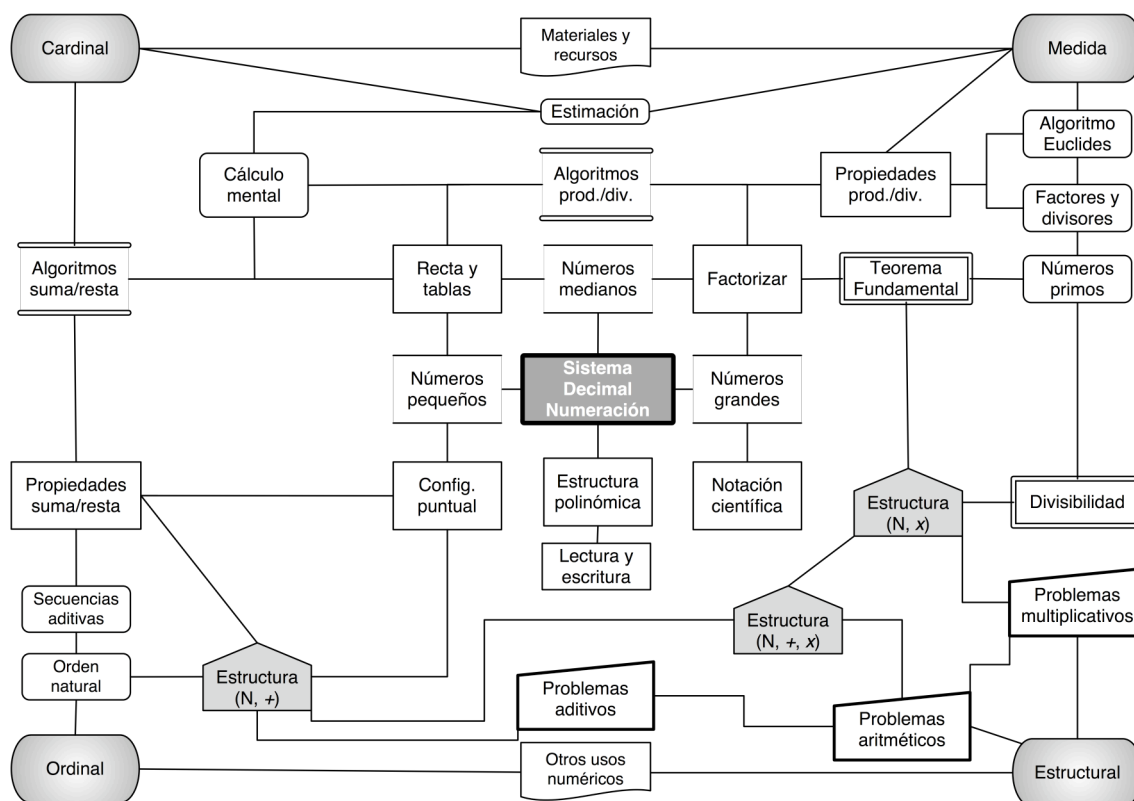 Cardinal
Materiales y
recursos
Medida
Estimación
Algoritmo
Euclides
Cálculo
mental
Algoritmos
prod./div.
Propiedades
prod./div.
Factores y
divisores
Algoritmos
suma/resta
Recta y
tablas
Números
medianos
Factorizar
Teorema
Fundamental
Números
primos
Números
pequeños
Sistema
Decimal
Numeración
Números
grandes
Propiedades
suma/resta
Config.
puntual
Estructura
polinómica
Notación
científica
Estructura
(N, x)
Divisibilidad
Lectura y
escritura
Secuencias
aditivas
Estructura
(N, +, x)
Problemas
multiplicativos
Orden
natural
Estructura
(N, +)
Problemas
aditivos
Problemas
aritméticos
Ordinal
Otros usos
numéricos
Estructural